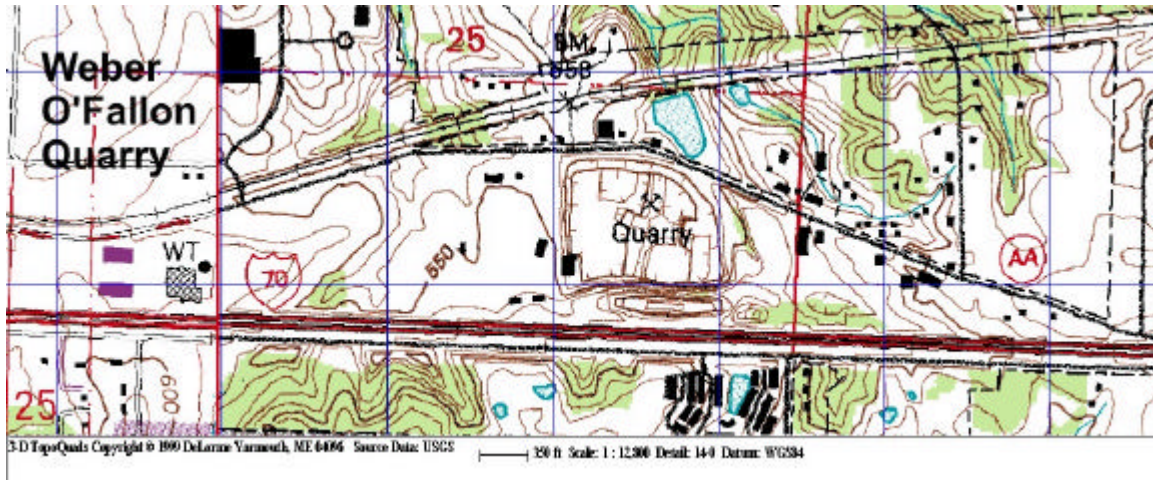 Weber
O'Fallon
Quarry
25
BM
558
Quarry
WT
70
550
AA
600
25
3-D TopoQuads Copyright © 1999 DeLorme Yarmouth, ME 04096 Source Data: USGS
350 ft Scale: 1 : 12,800 Detail: 14-0 Datum: WGS84